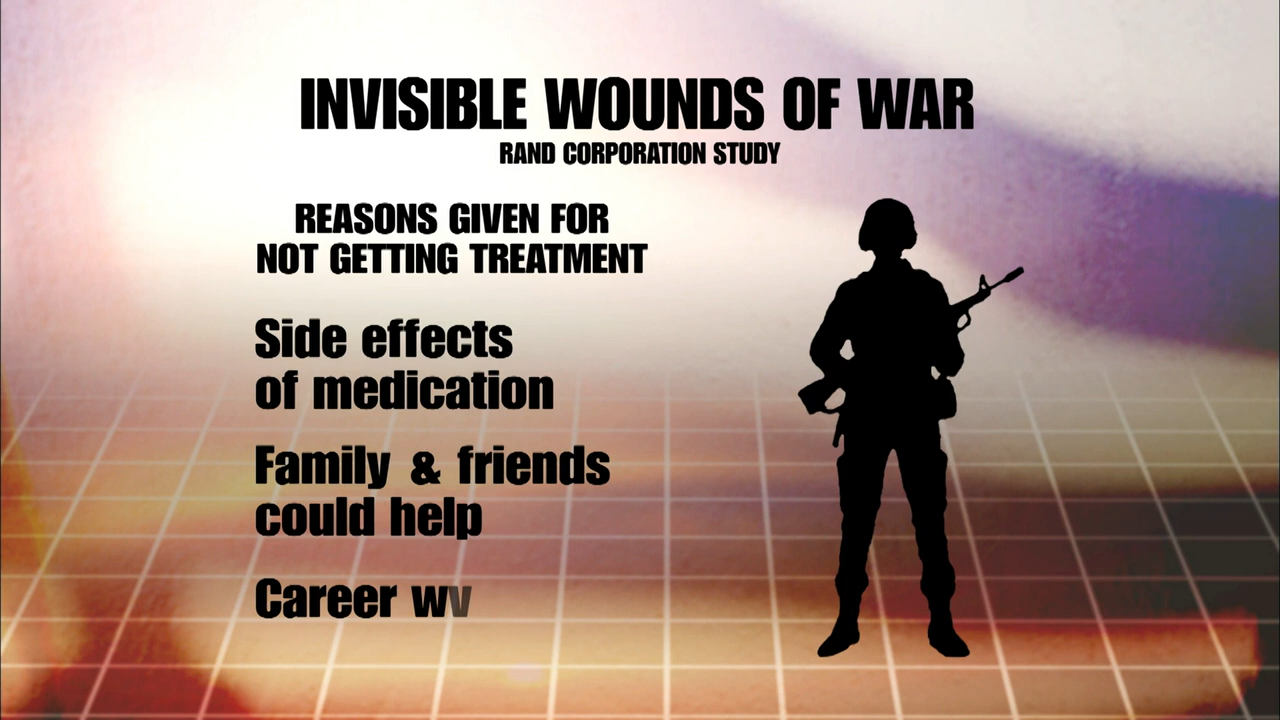 INVISIBLE WOUNDS OF WAR
RAND CORPORATION STUDY
REASONS GIVEN FOR
NOT GETTING TREATMENT
Side effects
of medication
Family & friends
could help
Career